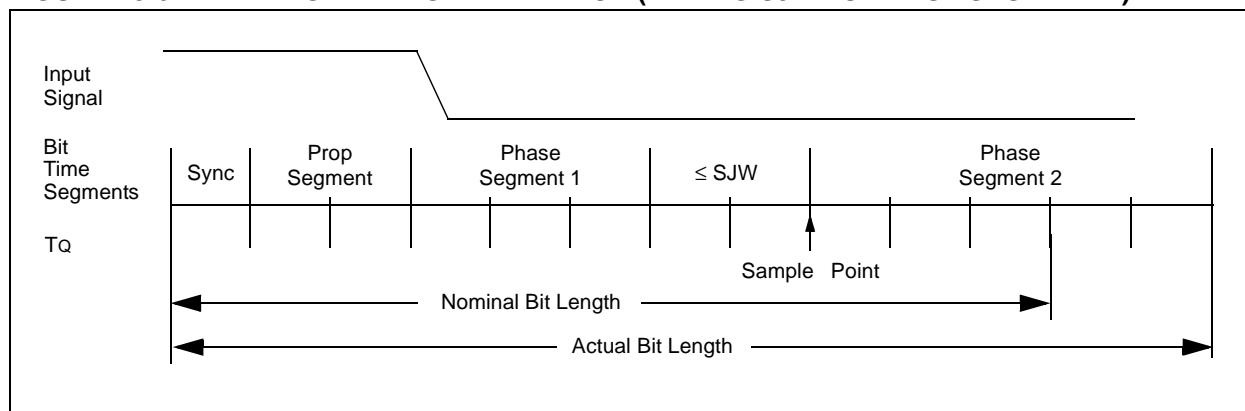 Input
Signal
Bit
Time
Segments
Sync
Prop
Segment
Phase
Segment 1
≤ SJW
Phase
Segment 2
TQ
Sample Point
Nominal Bit Length
Actual Bit Length